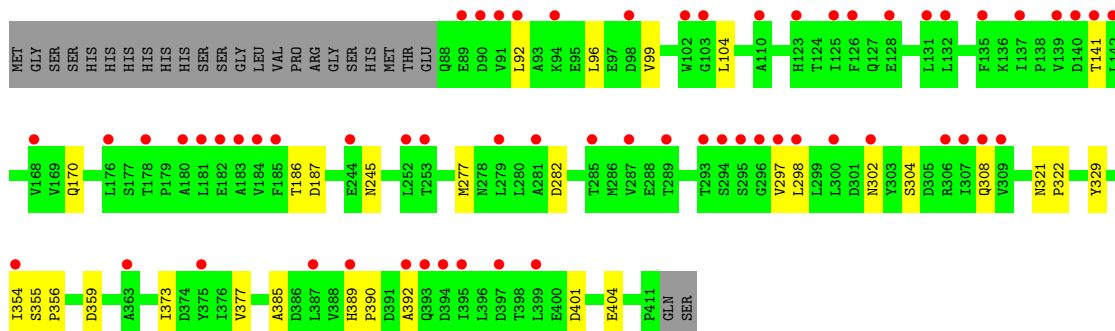 MET GLY SER SER HIS HIS HIS HIS HIS HIS SER SER GLY LEU VAL PRO ARG GLY SER HIS MET THR GLU Q88 E89 D90 V91 L92 A93 K94 E95 L96 E97 D98 V99 W102 G103 L104 A110 H123 T124 I125 F126 Q127 E128 L131 L132 F135 K136 I137 P138 V139 D140 T141 L142
V168 V169 Q170 L176 S177 T178 P179 A180 L181 E182 A183 V184 F185 T186 D187 E244 N245 L252 T253 M277 N278 L279 L280 A281 D282 T285 M286 V287 E288 T289 T293 S294 S295 G296 V297 L298 L299 L300 D301 N302 Y303 S304 D305 R306 I307 Q308 V309 N321 P322 Y329
I354 S355 P356 D359 A363 I373 D374 Y375 I376 V377 A385 D386 L387 V388 H389 P390 D391 A392 Q393 D394 I395 L396 D397 T398 L399 E400 D401 E404 P411 GLN SER